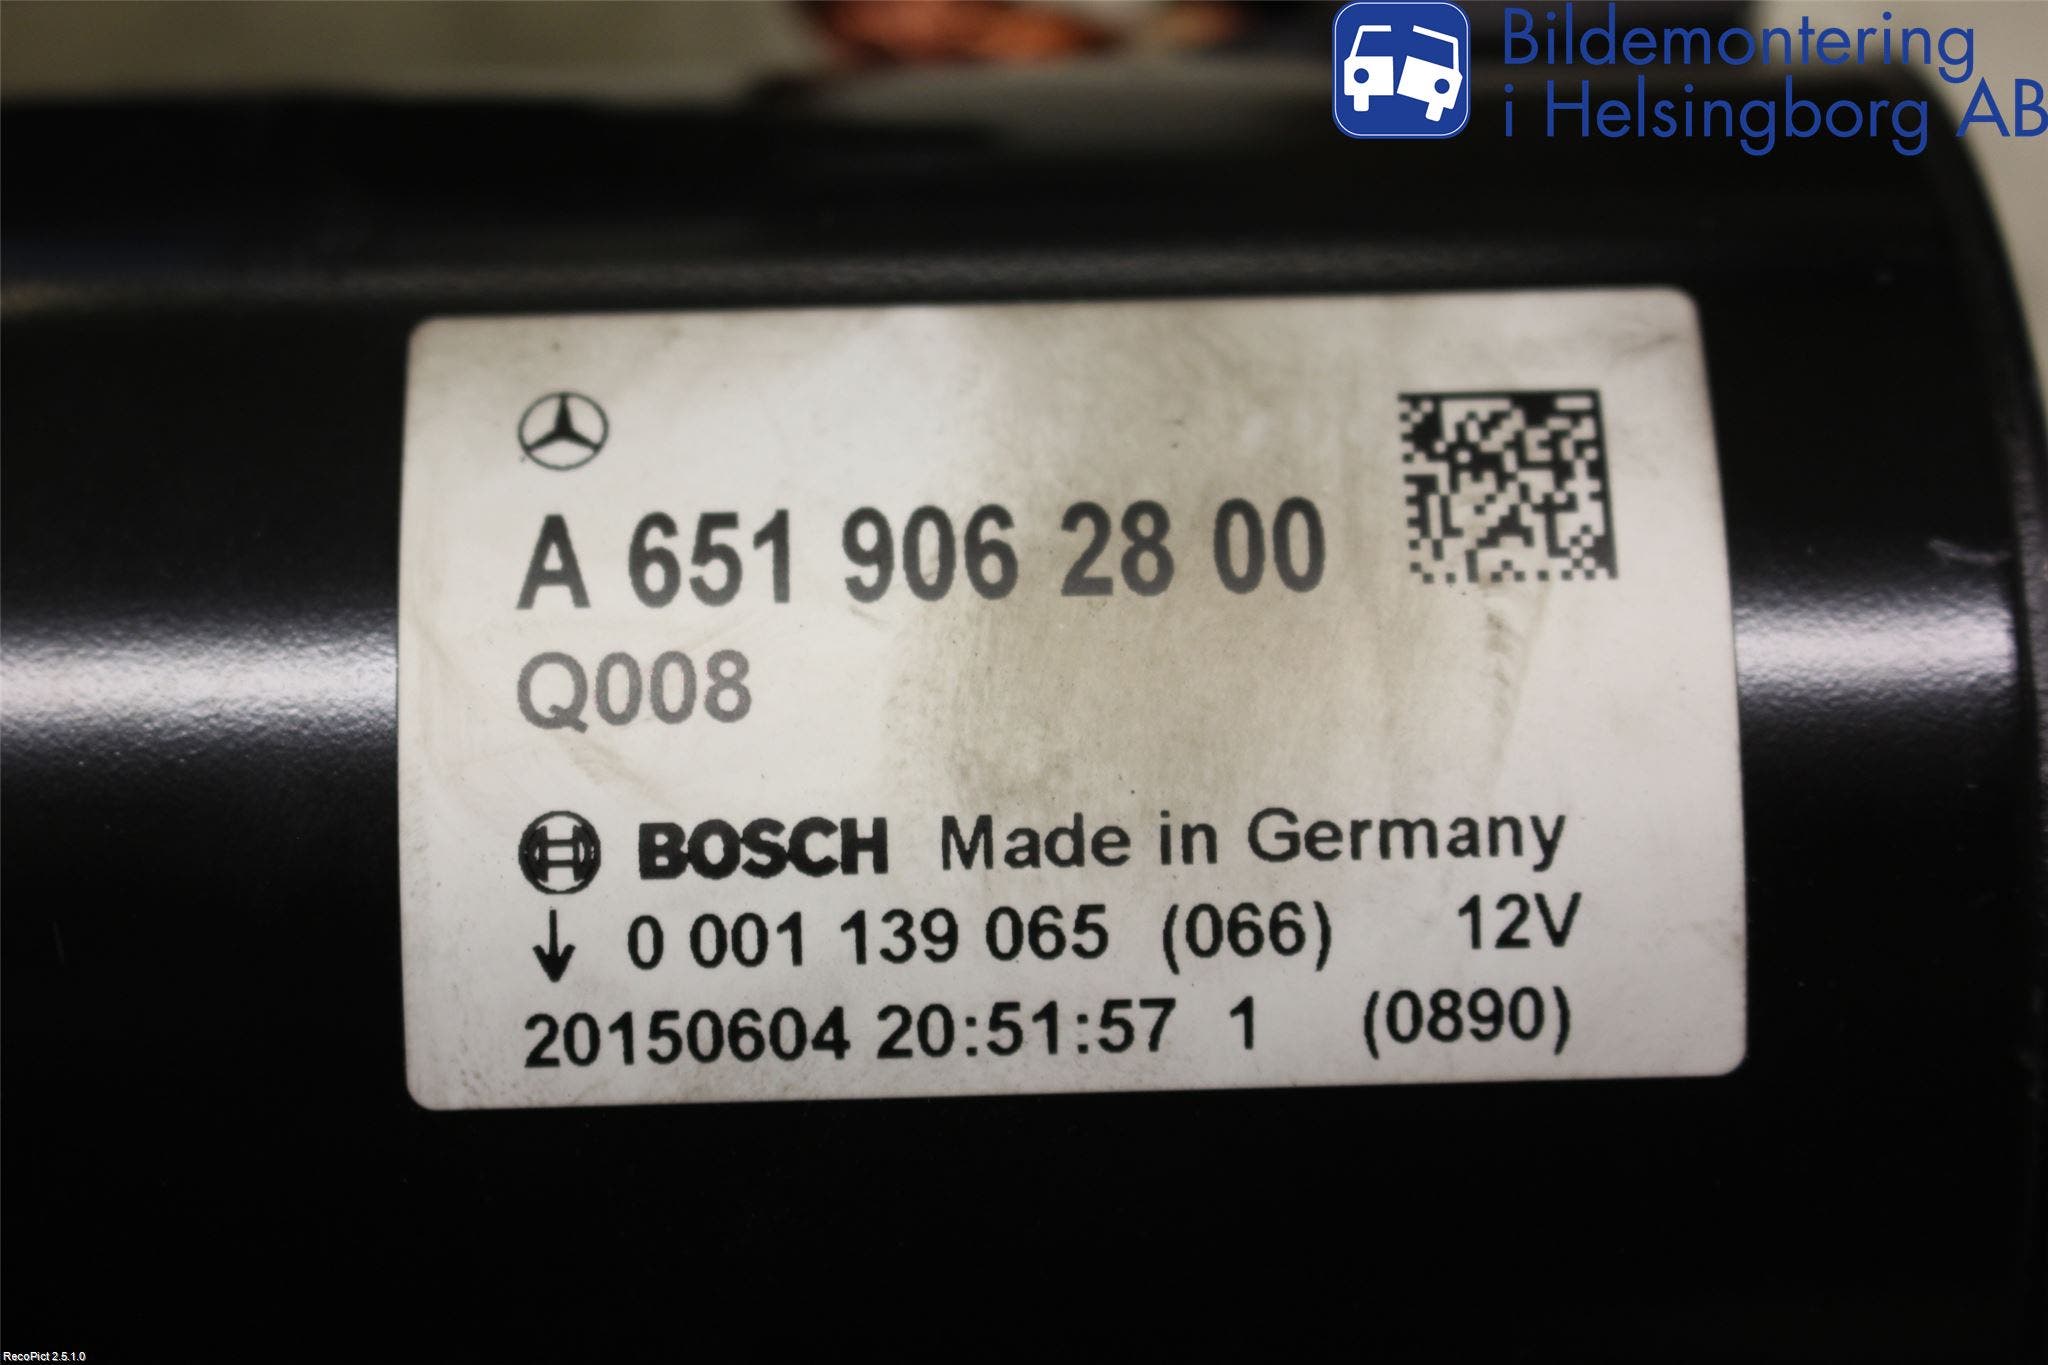 Bildemontering
i Helsingborg AB
A 651 906 28 00
Q008
BOSCH Made in Germany
↓ 0 001 139 065 (066) 12V
20150604 20:51:57 1 (0890)
RecoPict 2.5.1.0